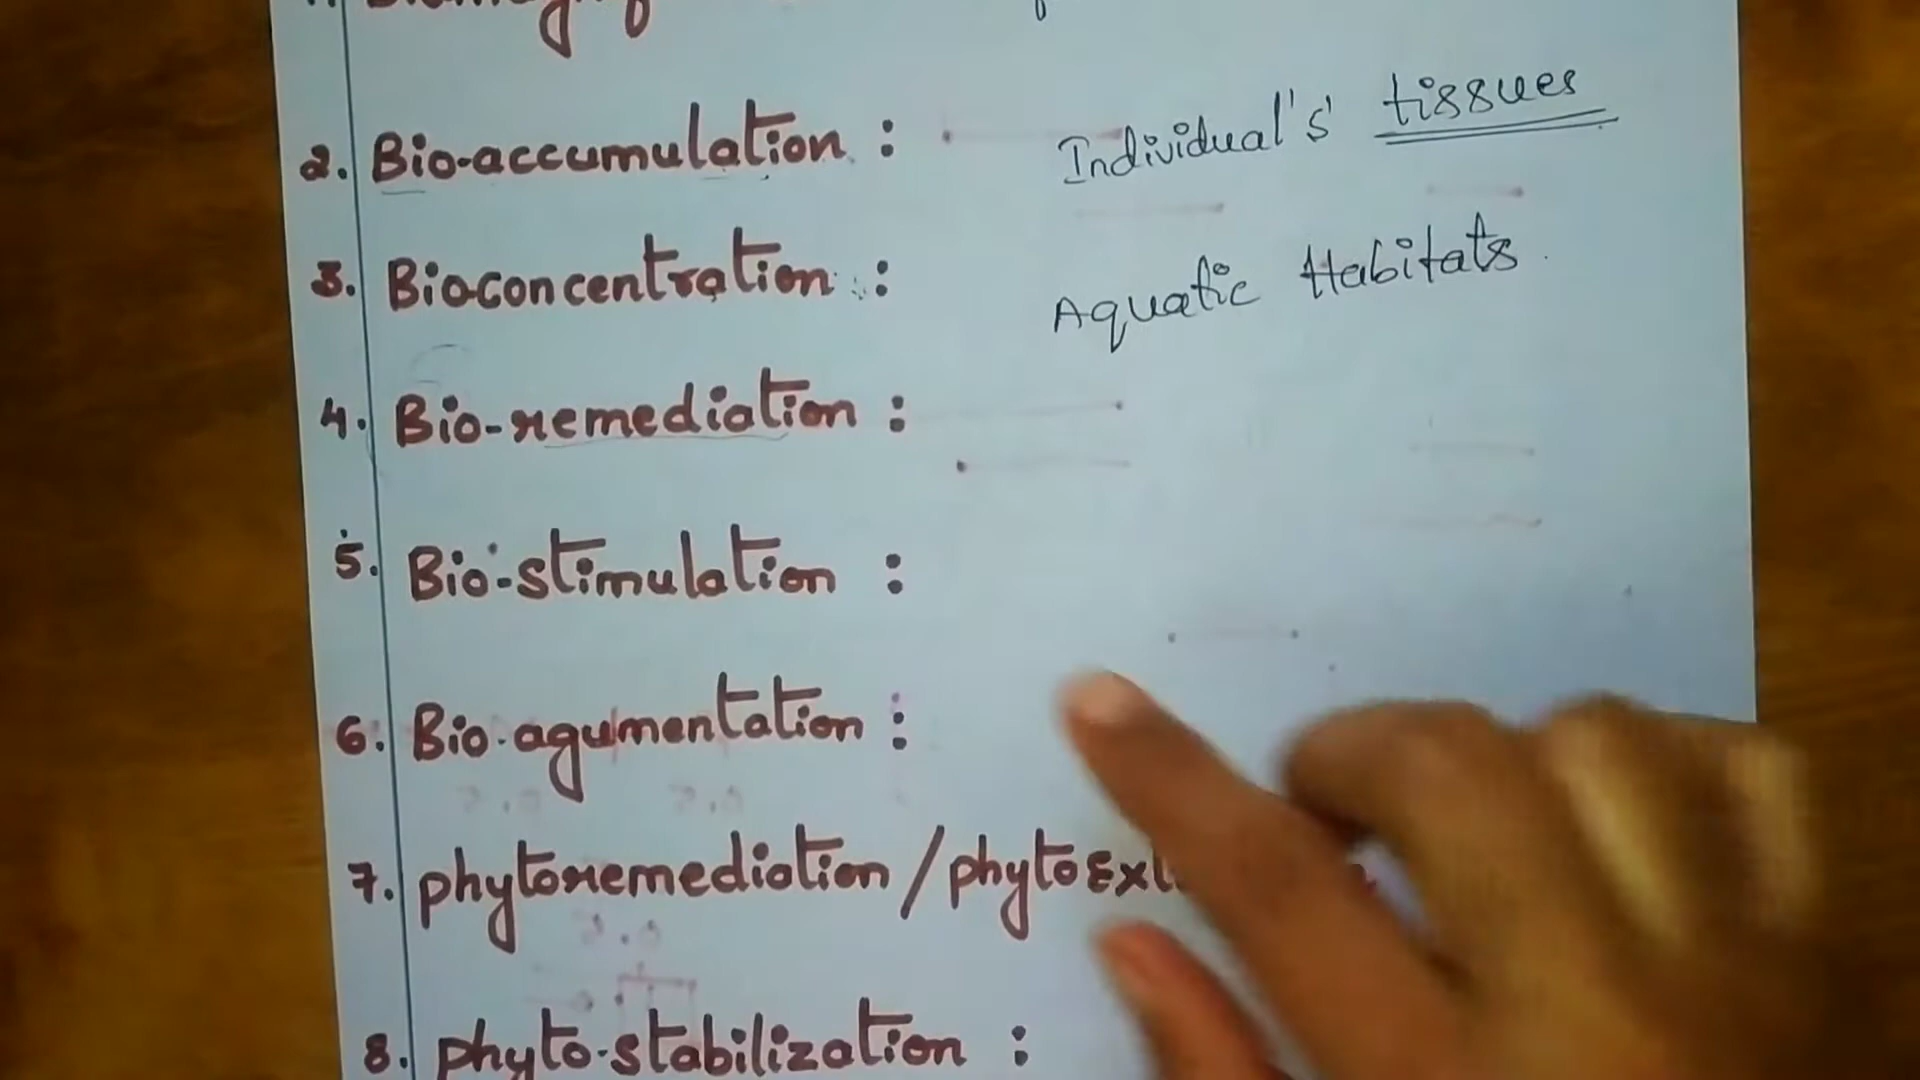 2. Bio-accumulation : Individual's' tissues
3. Bioconcentration : Aquatic Habitats
4. Bio-remediation :
5. Bio-stimulation :
6. Bio-agumentation :
7. phytoremediation /
8. phyto-stabilization :